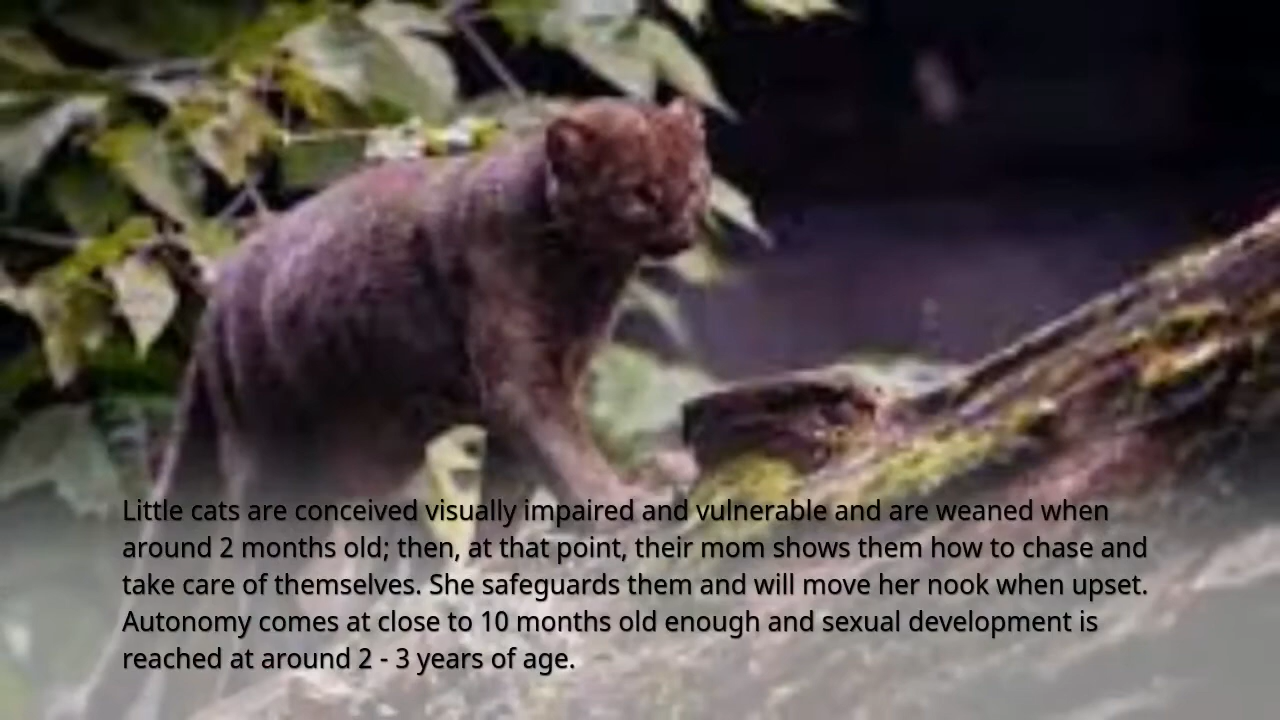 Little cats are conceived visually impaired and vulnerable and are weaned when
around 2 months old; then, at that point, their mom shows them how to chase and
take care of themselves. She safeguards them and will move her nook when upset.
Autonomy comes at close to 10 months old enough and sexual development is
reached at around 2 - 3 years of age.